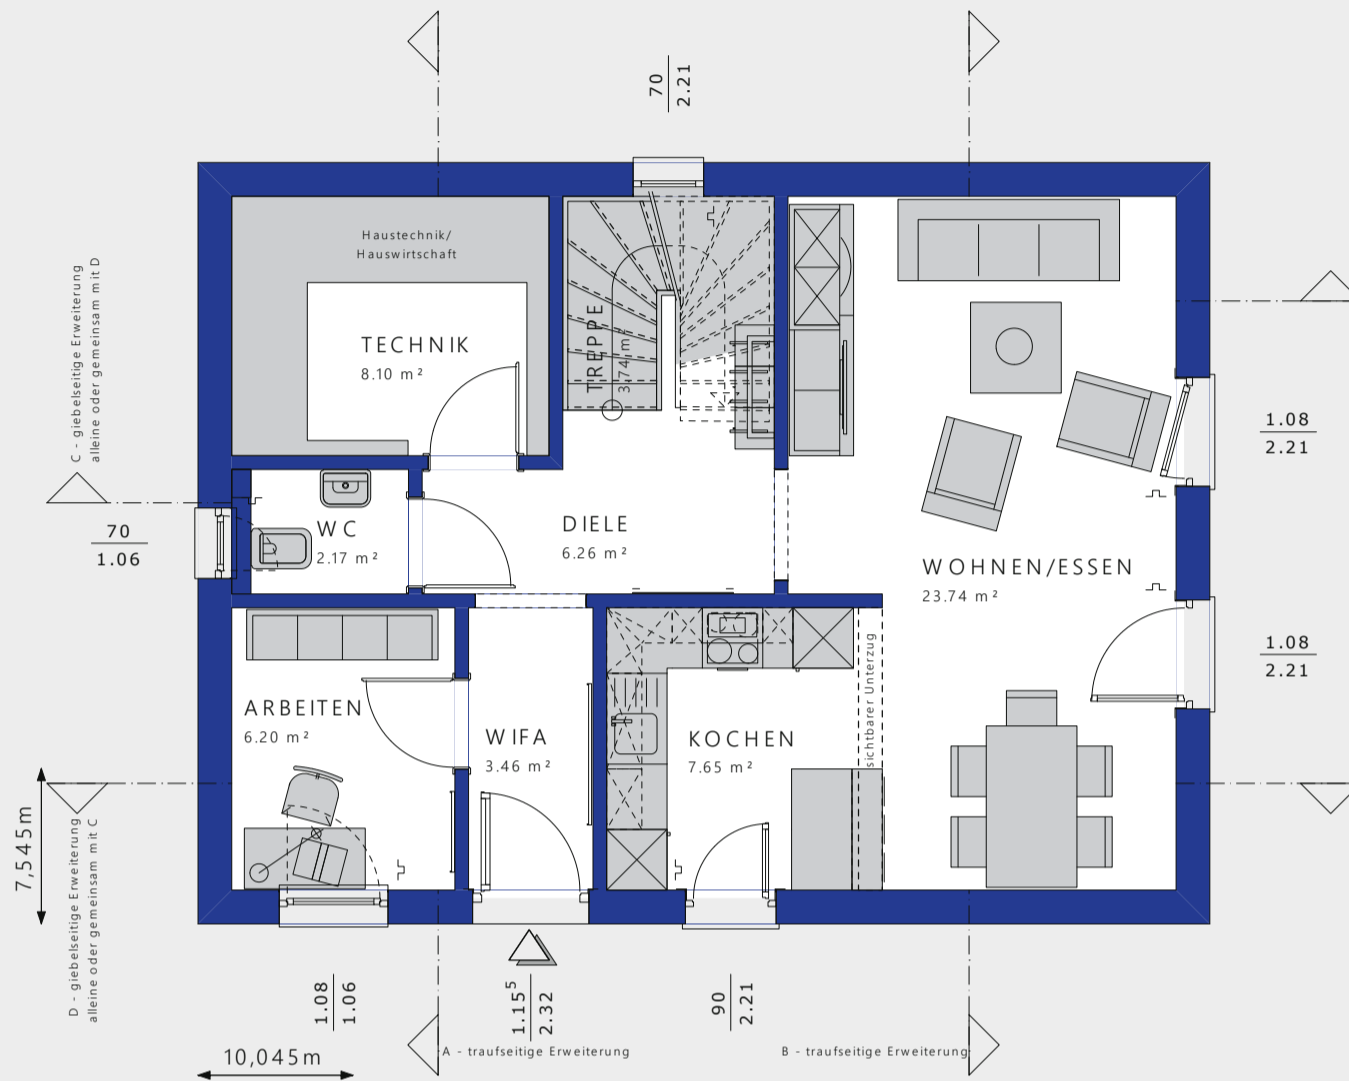 70
2.21
Haustechnik/
Hauswirtschaft
TECHNIK
8.10 m²
TREPPE
3.74 m²
C - giebelseitige Erweiterung
alleine oder gemeinsam mit D
70
1.06
WC
2.17 m²
DIELE
6.26 m²
WOHNEN/ESSEN
23.74 m²
1.08
2.21
1.08
2.21
ARBEITEN
6.20 m²
WIFA
3.46 m²
KOCHEN
7.65 m²
sichtbarer Unterzug
7,545m
D - giebelseitige Erweiterung
alleine oder gemeinsam mit C
1.08
1.06
1.15⁵
2.32
90
2.21
10,045m
A - traufseitige Erweiterung
B - traufseitige Erweiterung